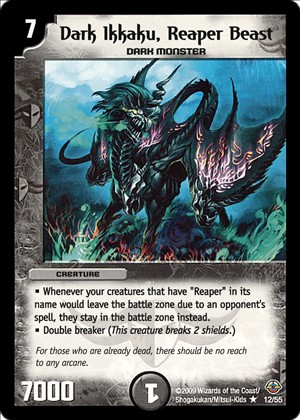 7 Dark Ikkaku, Reaper Beast
DARK MONSTER
CREATURE
▪ Whenever your creatures that have "Reaper" in its
name would leave the battle zone due to an opponent's
spell, they stay in the battle zone instead.
▪ Double breaker (This creature breaks 2 shields.)
For those who are already dead, there should be no reach
to any arcane.
7000
1
©2009 Wizards of the Coast/
Shogakukan/Mitsui-Kids ★ 12/55